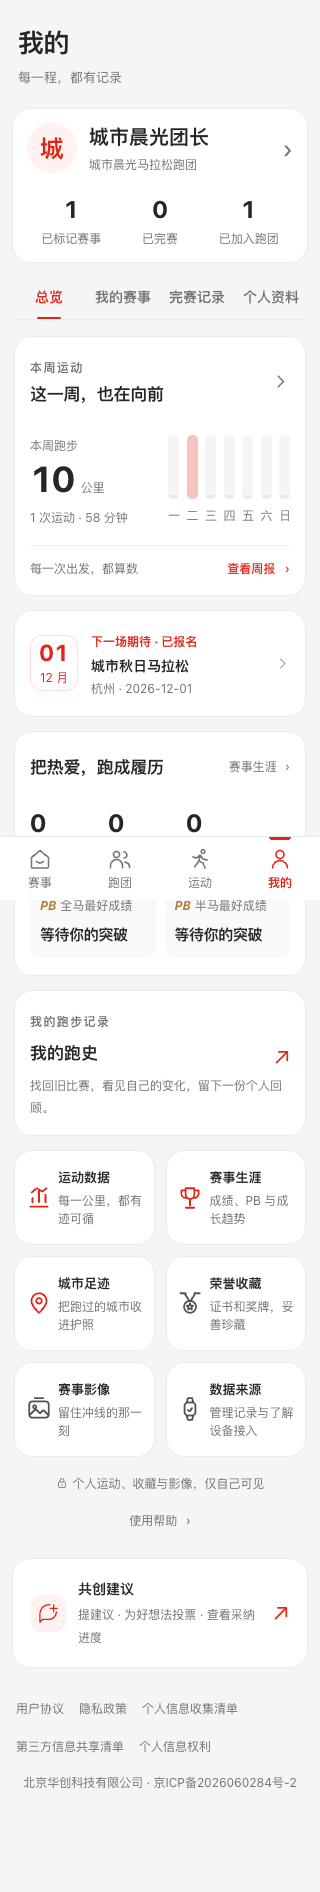 我的
每一程，都有记录
城
城市晨光团长
城市晨光马拉松跑团
1
0
1
已标记赛事
已完赛
已加入跑团
总览
我的赛事
完赛记录
个人资料
本周运动
这一周，也在向前
本周跑步
10 公里
1 次运动 · 58 分钟
一 二 三 四 五 六 日
每一次出发，都算数
查看周报 ›
01
12 月
下一场期待 · 已报名
城市秋日马拉松
杭州 · 2026-12-01
把热爱，跑成履历
赛事生涯 ›
0
0
0
赛事
跑团
运动
我的
PB 全马最好成绩
等待你的突破
PB 半马最好成绩
等待你的突破
我的跑步记录
我的跑史
找回旧比赛，看见自己的变化，留下一份个人回
顾。
运动数据
每一公里，都有
迹可循
赛事生涯
成绩、PB 与成
长趋势
城市足迹
把跑过的城市收
进护照
荣誉收藏
证书和奖牌，妥
善珍藏
赛事影像
留住冲线的那一
刻
数据来源
管理记录与了解
设备接入
个人运动、收藏与影像，仅自己可见
使用帮助 ›
共创建议
提建议 · 为好想法投票 · 查看采纳
进度
用户协议
隐私政策
个人信息收集清单
第三方信息共享清单
个人信息权利
北京华创科技有限公司 · 京ICP备2026060284号-2